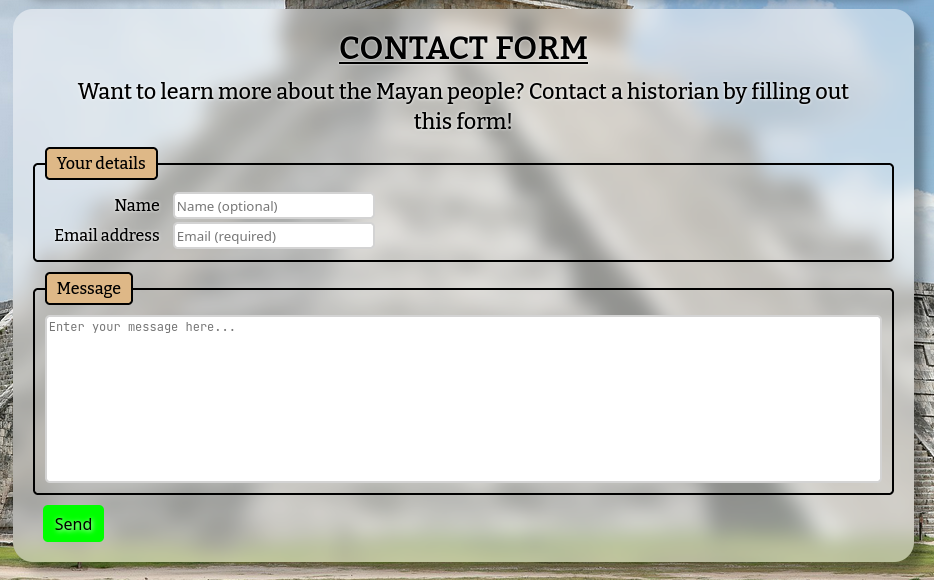 CONTACT FORM
Want to learn more about the Mayan people? Contact a historian by filling out
this form!
Your details
Name Name (optional)
Email address Email (required)
Message
Enter your message here...
Send